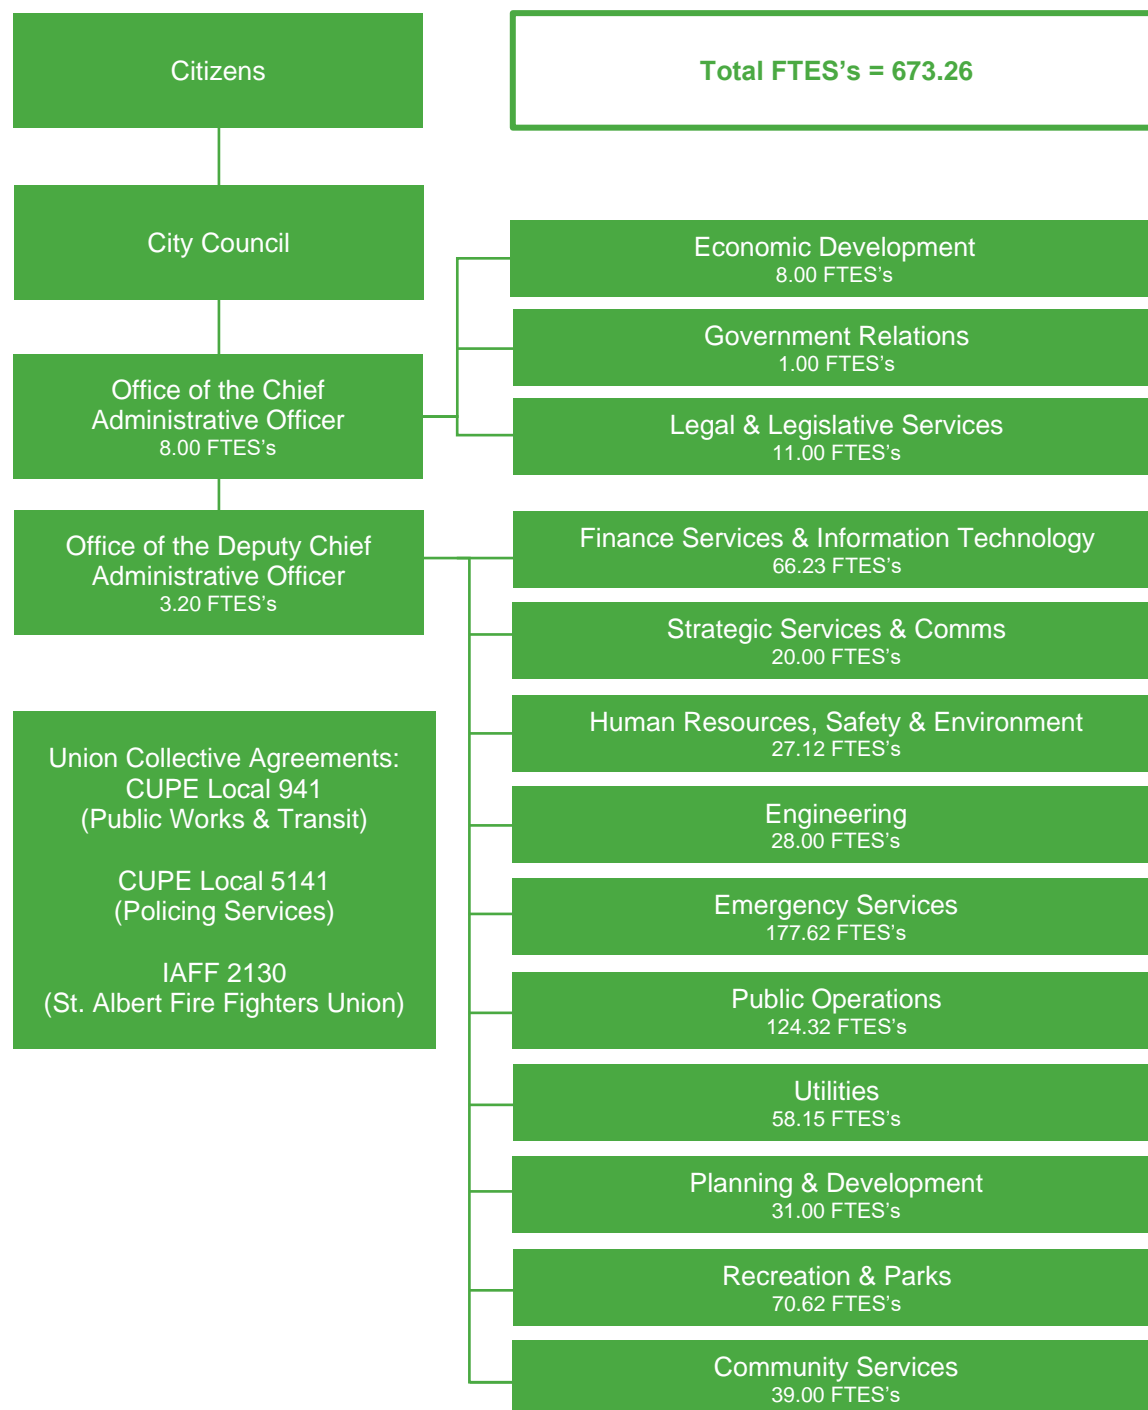 Citizens
Total FTES’s = 673.26
City Council
Economic Development
8.00 FTES’s
Government Relations
1.00 FTES’s
Office of the Chief
Administrative Officer
8.00 FTES’s
Legal & Legislative Services
11.00 FTES’s
Office of the Deputy Chief
Administrative Officer
3.20 FTES’s
Finance Services & Information Technology
66.23 FTES’s
Strategic Services & Comms
20.00 FTES’s
Human Resources, Safety & Environment
27.12 FTES’s
Engineering
28.00 FTES’s
Emergency Services
177.62 FTES’s
Public Operations
124.32 FTES’s
Utilities
58.15 FTES’s
Planning & Development
31.00 FTES’s
Recreation & Parks
70.62 FTES’s
Community Services
39.00 FTES’s
Union Collective Agreements:
CUPE Local 941
(Public Works & Transit)
CUPE Local 5141
(Policing Services)
IAFF 2130
(St. Albert Fire Fighters Union)